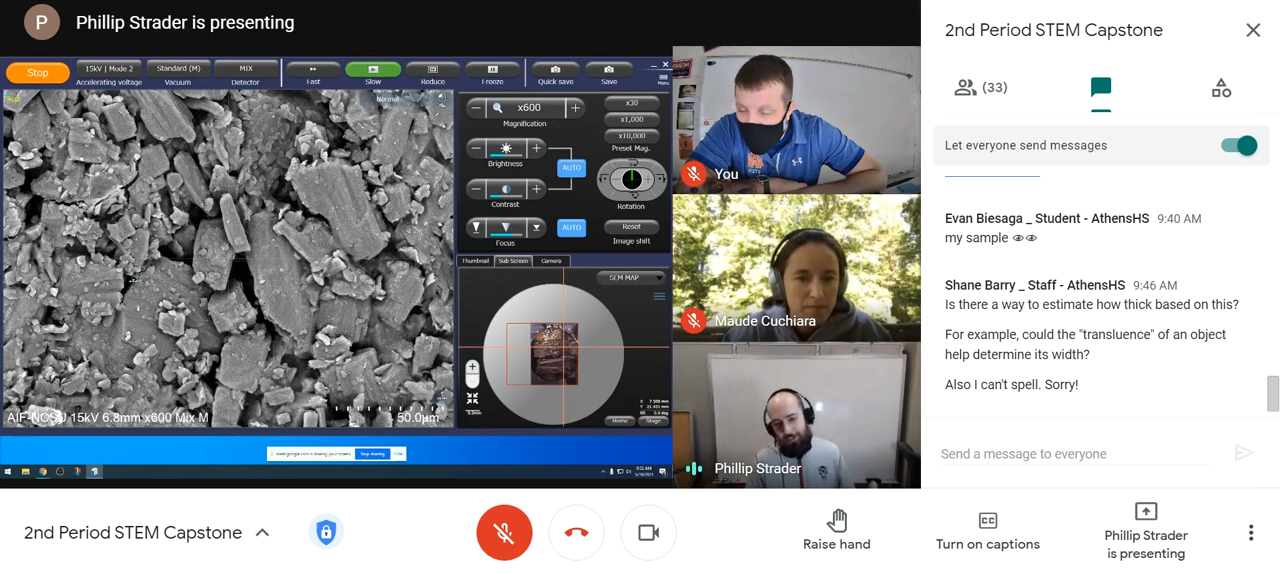 P
Phillip Strader is presenting
Stop
15kV | Mode 2
Accelerating voltage
Standard (M)
Vacuum
MIX
Detector
Fast
Slow
Reduce
Freeze
Quick save
Save
Menu
Normal
x600
Magnification
x30
x1,000
x10,000
Preset Mag.
Brightness
AUTO
Contrast
Rotation
Focus
AUTO
Reset
Image shift
Thumbnail
Sub Screen
Camera
SEM MAP
Home
Stage
15kV 6.8mm x600 Mix M
50.0µm
Stop sharing
You
Maude Cuchiara
Phillip Strader
2nd Period STEM Capstone
(33)
Let everyone send messages
Evan Biesaga _ Student - AthensHS 9:40 AM
my sample 👀
Shane Barry _ Staff - AthensHS 9:46 AM
Is there a way to estimate how thick based on this?
For example, could the "transluence" of an object
help determine its width?
Also I can't spell. Sorry!
Send a message to everyone
2nd Period STEM Capstone
Raise hand
CC
Turn on captions
Phillip Strader
is presenting